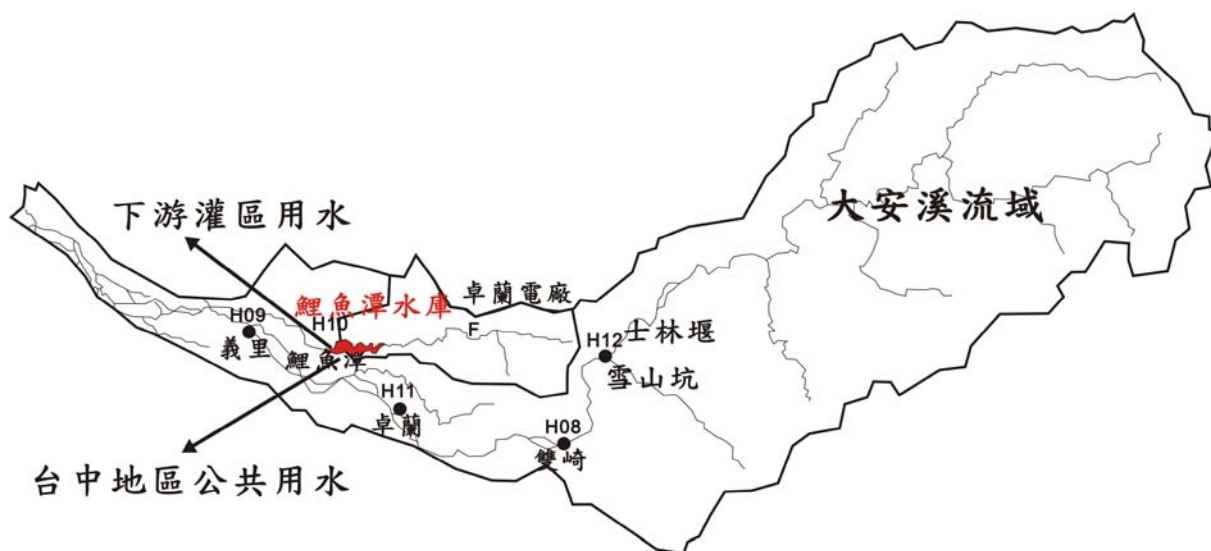 大安溪流域
下游灌區用水
鯉魚潭水庫
卓蘭電廠
H10
H09
F
義里
鯉魚潭
H12
士林堰
雪山坑
H11
卓蘭
H08
雙崎
台中地區公共用水